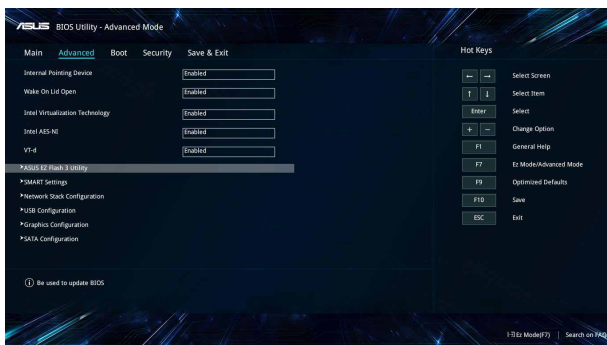 ASUS BIOS Utility - Advanced Mode
Main Advanced Boot Security Save & Exit
Internal Pointing Device Enabled
Wake On Lid Open Enabled
Intel Virtualization Technology Enabled
Intel AES-NI Enabled
VT-d Enabled
ASUS EZ Flash 3 Utility
SMART Settings
Network Stack Configuration
USB Configuration
Graphics Configuration
SATA Configuration
Be used to update BIOS
Hot Keys
← → Select Screen
↑ ↓ Select Item
Enter Select
+ − Change Option
F1 General Help
F7 Ez Mode/Advanced Mode
F9 Optimized Defaults
F10 Save
ESC Exit
Ez Mode(F7) | Search on FAQ